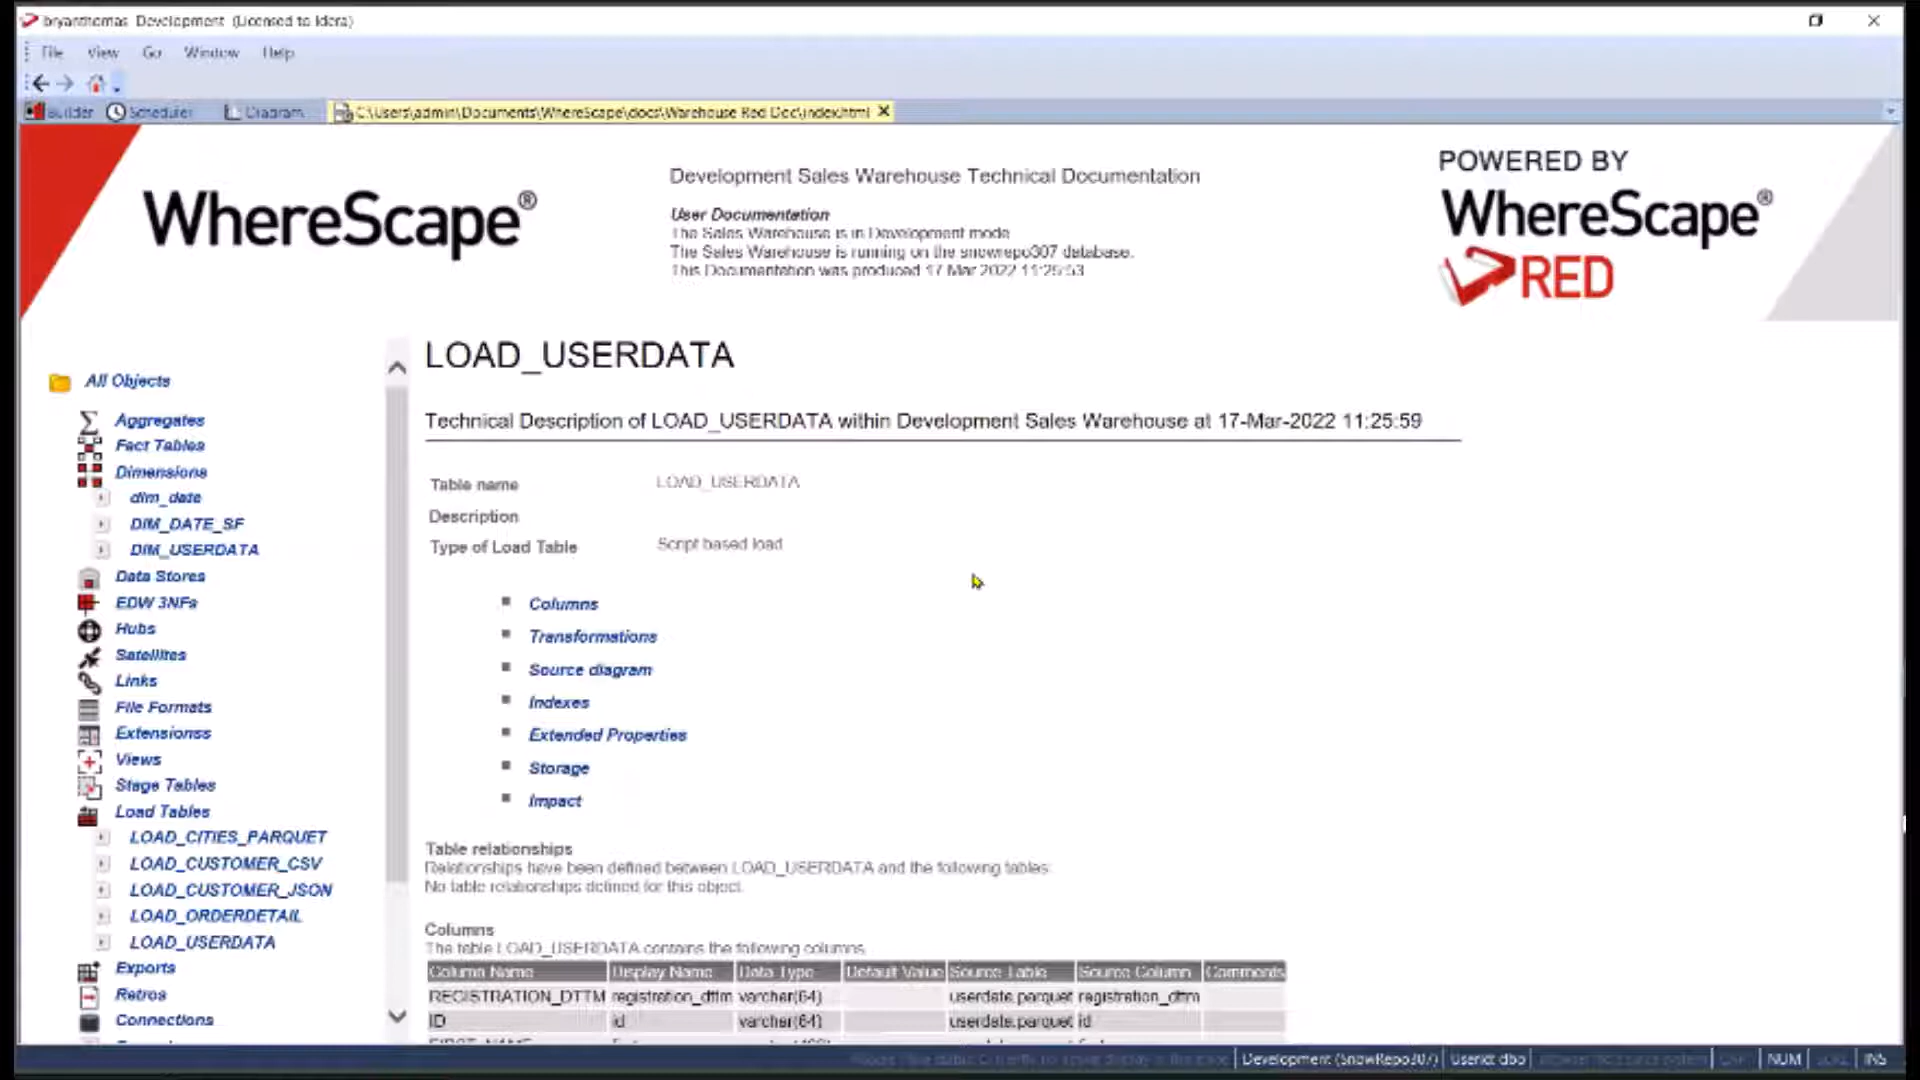 bryanthomas Development (Licensed to Idera)
File View Go Window Help
Builder Scheduler Diagram C:\Users\admin\Documents\WhereScape\docs\Warehouse Red Doc\index.html
WhereScape®
Development Sales Warehouse Technical Documentation
User Documentation
The Sales Warehouse is in Development mode
The Sales Warehouse is running on the snowrepo307 database.
This Documentation was produced 17 Mar 2022 11:25:53
POWERED BY
WhereScape®
RED
All Objects
Aggregates
Fact Tables
Dimensions
dim_date
DIM_DATE_SF
DIM_USERDATA
Data Stores
EDW 3NFs
Hubs
Satellites
Links
File Formats
Extensionss
Views
Stage Tables
Load Tables
LOAD_CITIES_PARQUET
LOAD_CUSTOMER_CSV
LOAD_CUSTOMER_JSON
LOAD_ORDERDETAIL
LOAD_USERDATA
Exports
Retros
Connections
LOAD_USERDATA
Technical Description of LOAD_USERDATA within Development Sales Warehouse at 17-Mar-2022 11:25:59
Table name LOAD_USERDATA
Description
Type of Load Table Script based load
Columns
Transformations
Source diagram
Indexes
Extended Properties
Storage
Impact
Table relationships
Relationships have been defined between LOAD_USERDATA and the following tables:
No table relationships defined for this object.
Columns
The table LOAD_USERDATA contains the following columns.
Column Name Display Name Data Type Default Value Source Table Source Column Comments
REGISTRATION_DTTM registration_dttm varchar(64) userdata.parquet registration_dttm
ID id varchar(64) userdata.parquet id
Development (SnowRepo307) UserId: dbo NUM INS